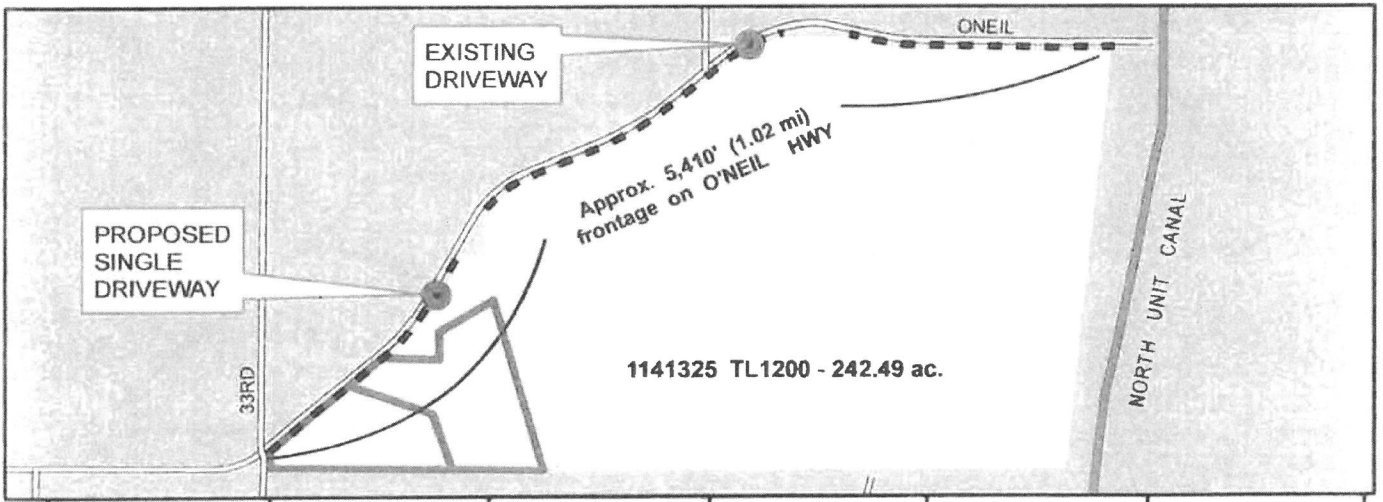 ONEIL
EXISTING
DRIVEWAY
Approx. 5,410' (1.02 mi)
frontage on O'NEIL HWY
PROPOSED
SINGLE
DRIVEWAY
NORTH UNIT CANAL
1141325 TL1200 - 242.49 ac.
33RD